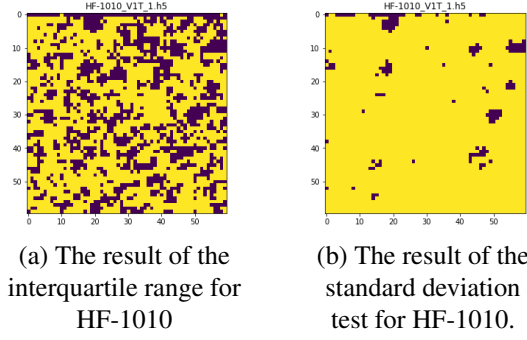 HF-1010_V1T_1.h5
0
10
20
30
40
50
0 10 20 30 40 50
(a) The result of the
interquartile range for
HF-1010
HF-1010_V1T_1.h5
0
10
20
30
40
50
0 10 20 30 40 50
(b) The result of the
standard deviation
test for HF-1010.